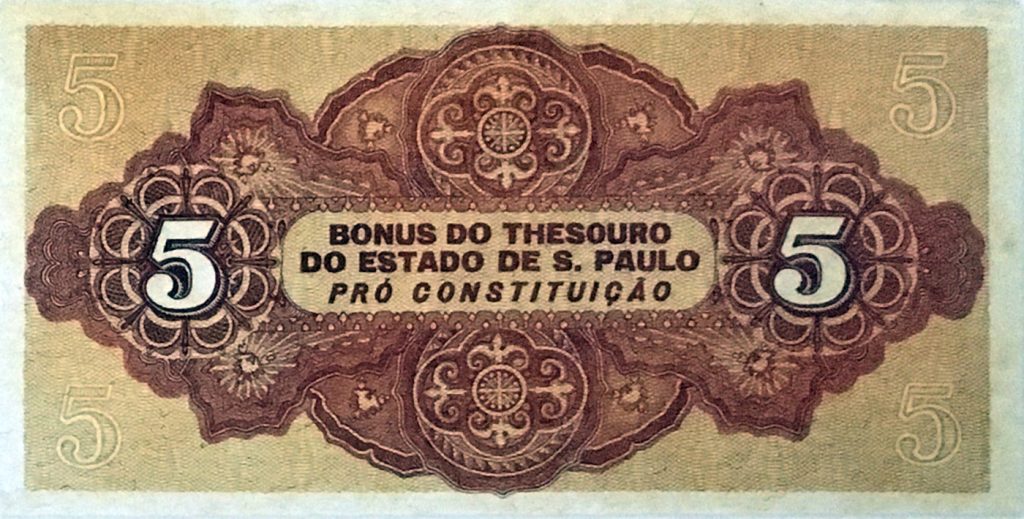 5 5
5 5
BONUS DO THESOURO
DO ESTADO DE S. PAULO
PRÓ CONSTITUIÇÃO
5 5